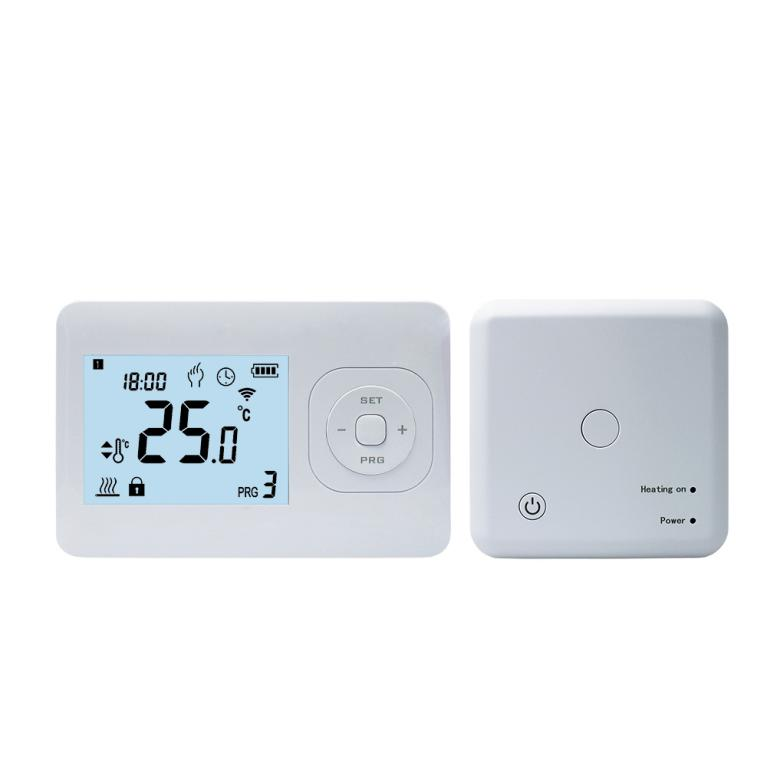 1
18:00
25.0 °C
°C
PRG 3
SET
- +
PRG
Heating on
Power